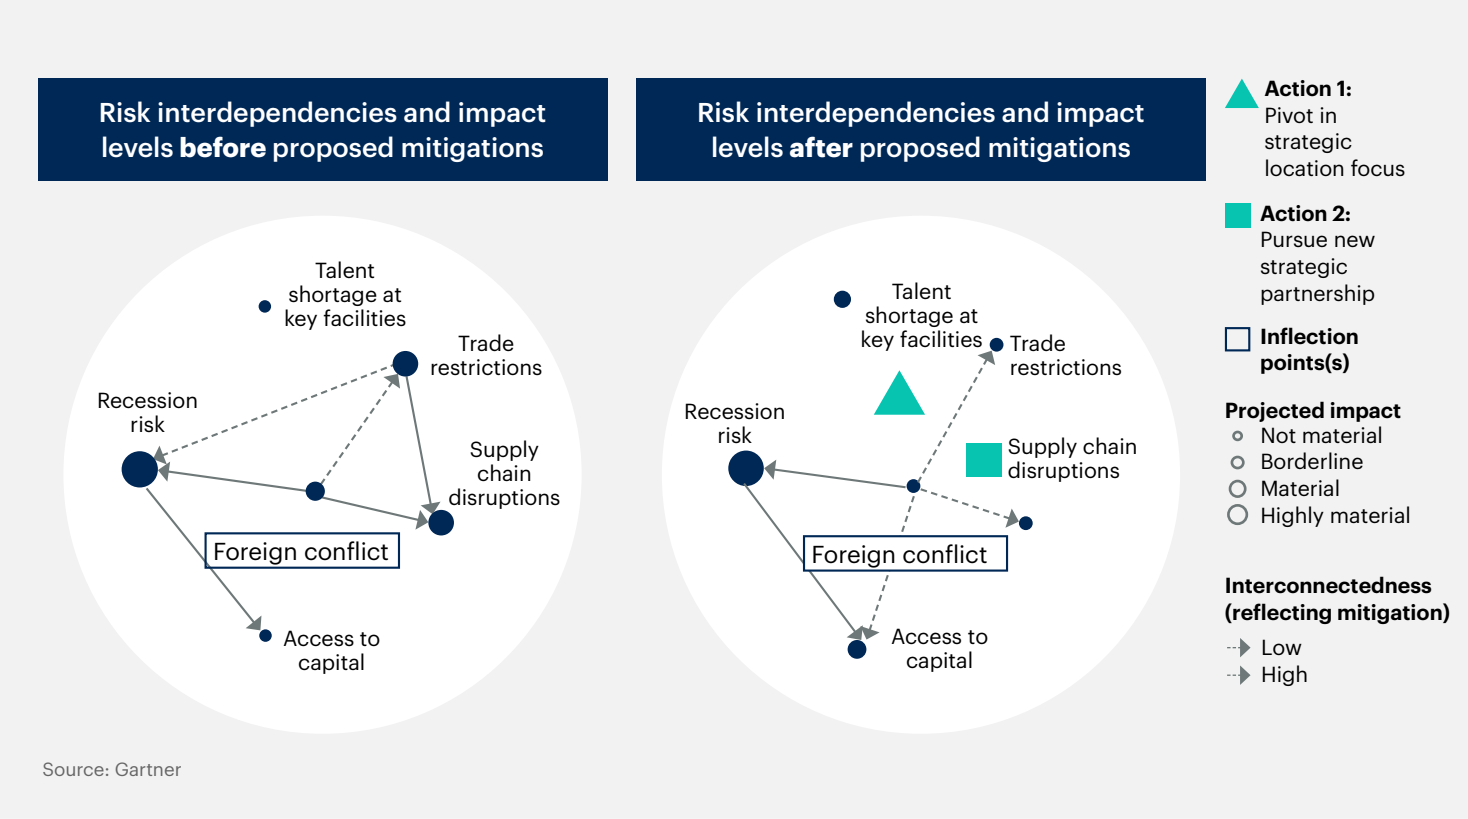 Risk interdependencies and impact
levels before proposed mitigations
Risk interdependencies and impact
levels after proposed mitigations
Talent
shortage at
key facilities
Trade
restrictions
Recession
risk
Supply
chain
disruptions
Foreign conflict
Access to
capital
Talent
shortage at
key facilities
Trade
restrictions
Recession
risk
Supply chain
disruptions
Foreign conflict
Access to
capital
Action 1:
Pivot in
strategic
location focus
Action 2:
Pursue new
strategic
partnership
Inflection
points(s)
Projected impact
Not material
Borderline
Material
Highly material
Interconnectedness
(reflecting mitigation)
Low
High
Source: Gartner